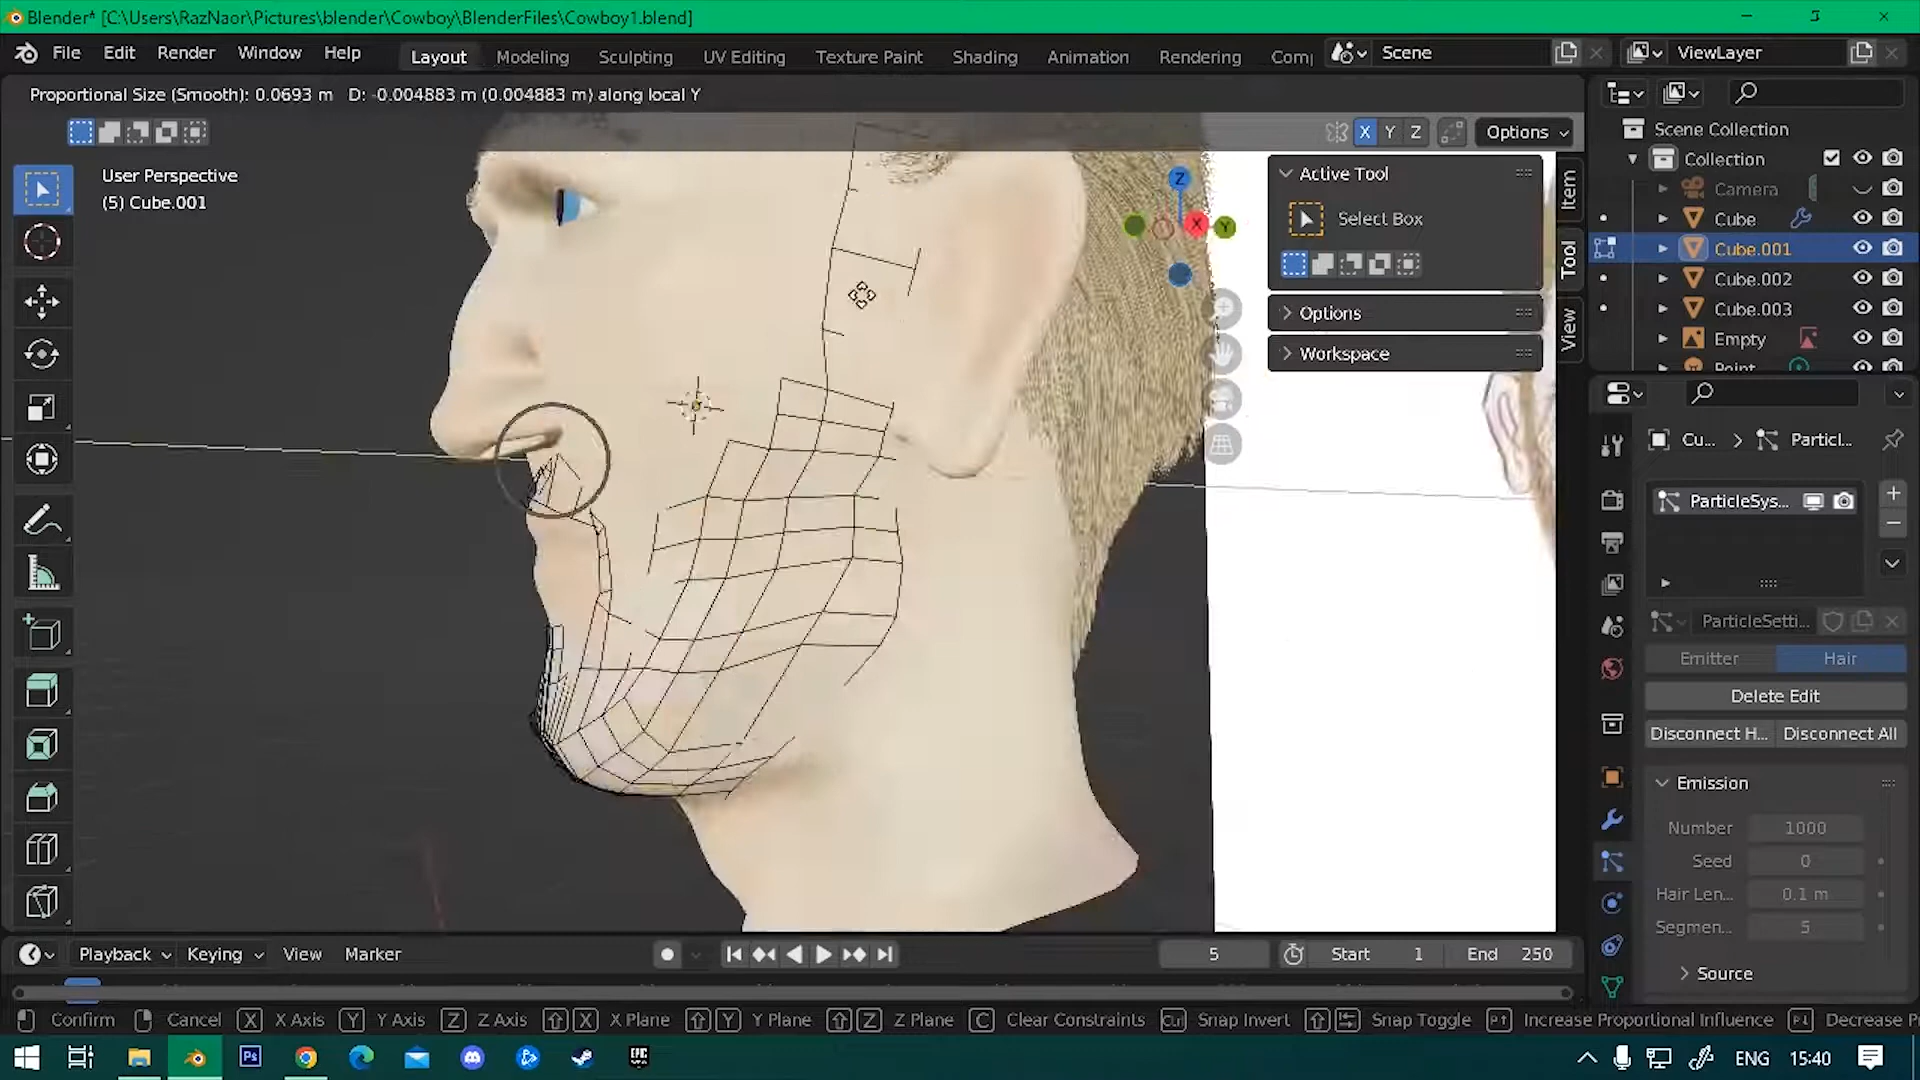 Blender* [C:\Users\RazNaor\Pictures\blender\Cowboy\BlenderFiles\Cowboy1.blend]
File Edit Render Window Help Layout Modeling Sculpting UV Editing Texture Paint Shading Animation Rendering Comp Scene ViewLayer
Proportional Size (Smooth): 0.0693 m D: -0.004883 m (0.004883 m) along local Y
X Y Z Options
User Perspective
(5) Cube.001
Z
X
Y
Active Tool
Select Box
Options
Workspace
Item
Tool
View
Scene Collection
Collection
Camera
Cube
Cube.001
Cube.002
Cube.003
Empty
Point
Cu... Particl...
ParticleSys...
ParticleSetti...
Emitter Hair
Delete Edit
Disconnect H... Disconnect All
Emission
Number 1000
Seed 0
Hair Len... 0.1 m
Segmen... 5
Source
Playback Keying View Marker 5 Start 1 End 250
Confirm Cancel X X Axis Y Y Axis Z Z Axis X X Plane Y Y Plane Z Z Plane C Clear Constraints Ctrl Snap Invert Snap Toggle Increase Proportional Influence Decrease
Ps EPIC ENG 15:40